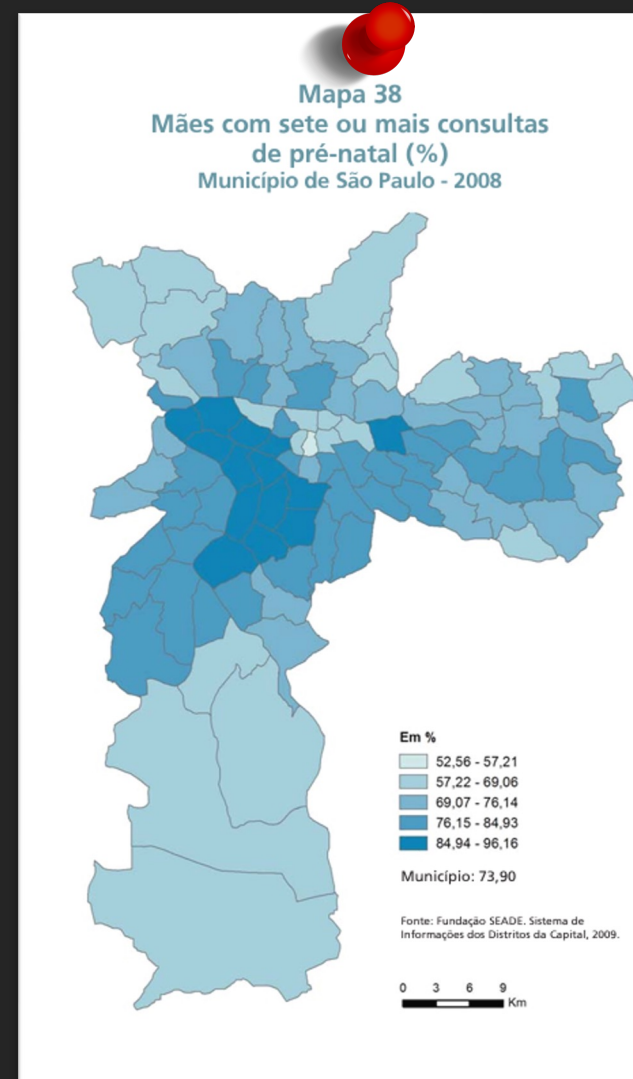 Mapa 38
Mães com sete ou mais consultas
de pré-natal (%)
Município de São Paulo - 2008
Em %
52,56 - 57,21
57,22 - 69,06
69,07 - 76,14
76,15 - 84,93
84,94 - 96,16
Município: 73,90
Fonte: Fundação SEADE. Sistema de
Informações dos Distritos da Capital, 2009.
0 3 6 9
Km